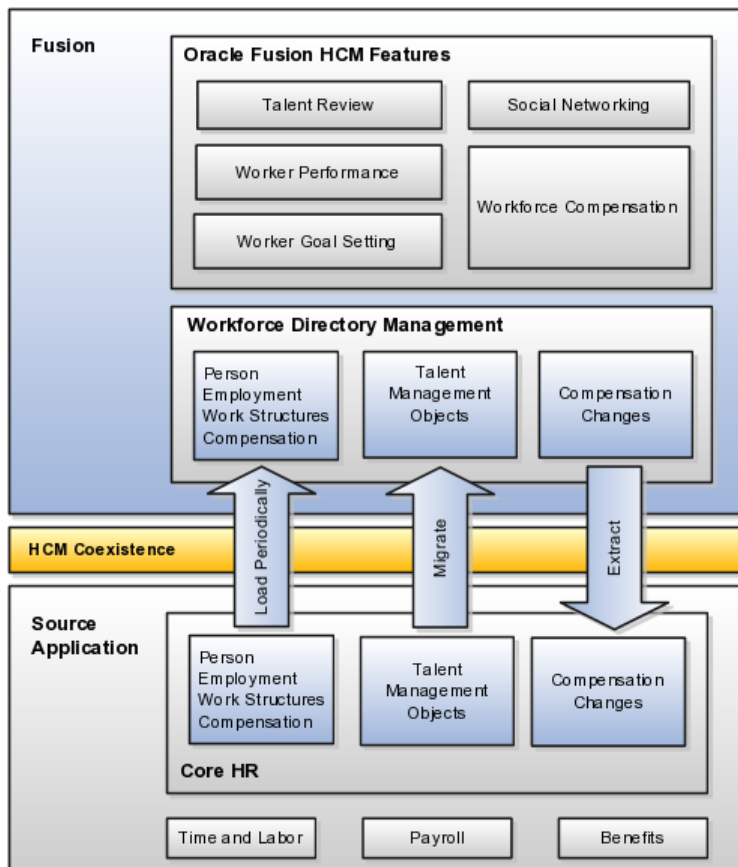 Fusion
Oracle Fusion HCM Features
Talent Review
Social Networking
Worker Performance
Workforce Compensation
Worker Goal Setting
Workforce Directory Management
Person
Employment
Work Structures
Compensation
Talent
Management
Objects
Compensation
Changes
Load Periodically
Migrate
Extract
HCM Coexistence
Source
Application
Person
Employment
Work Structures
Compensation
Talent
Management
Objects
Compensation
Changes
Core HR
Time and Labor
Payroll
Benefits